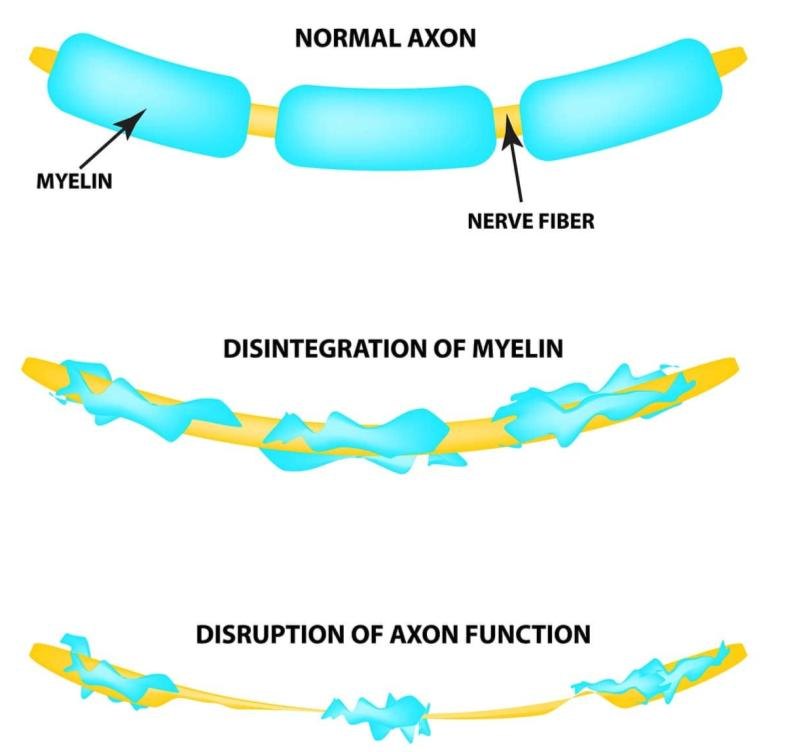 NORMAL AXON
MYELIN
NERVE FIBER
DISINTEGRATION OF MYELIN
DISRUPTION OF AXON FUNCTION